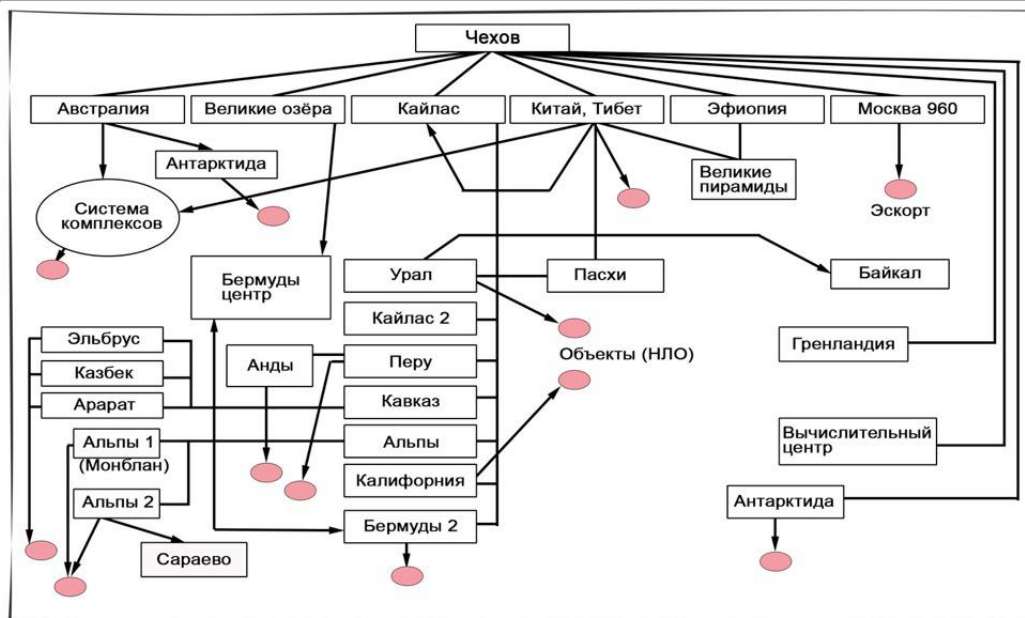 Чехов
Австралия
Великие озёра
Кайлас
Китай, Тибет
Эфиопия
Москва 960
Антарктида
Великие
пирамиды
Система
комплексов
Эскорт
Бермуды
центр
Урал
Пасхи
Байкал
Кайлас 2
Объекты (НЛО)
Эльбрус
Казбек
Арарат
Анды
Перу
Гренландия
Кавказ
Альпы 1
(Монблан)
Альпы
Вычислительный
центр
Калифорния
Альпы 2
Антарктида
Бермуды 2
Сараево